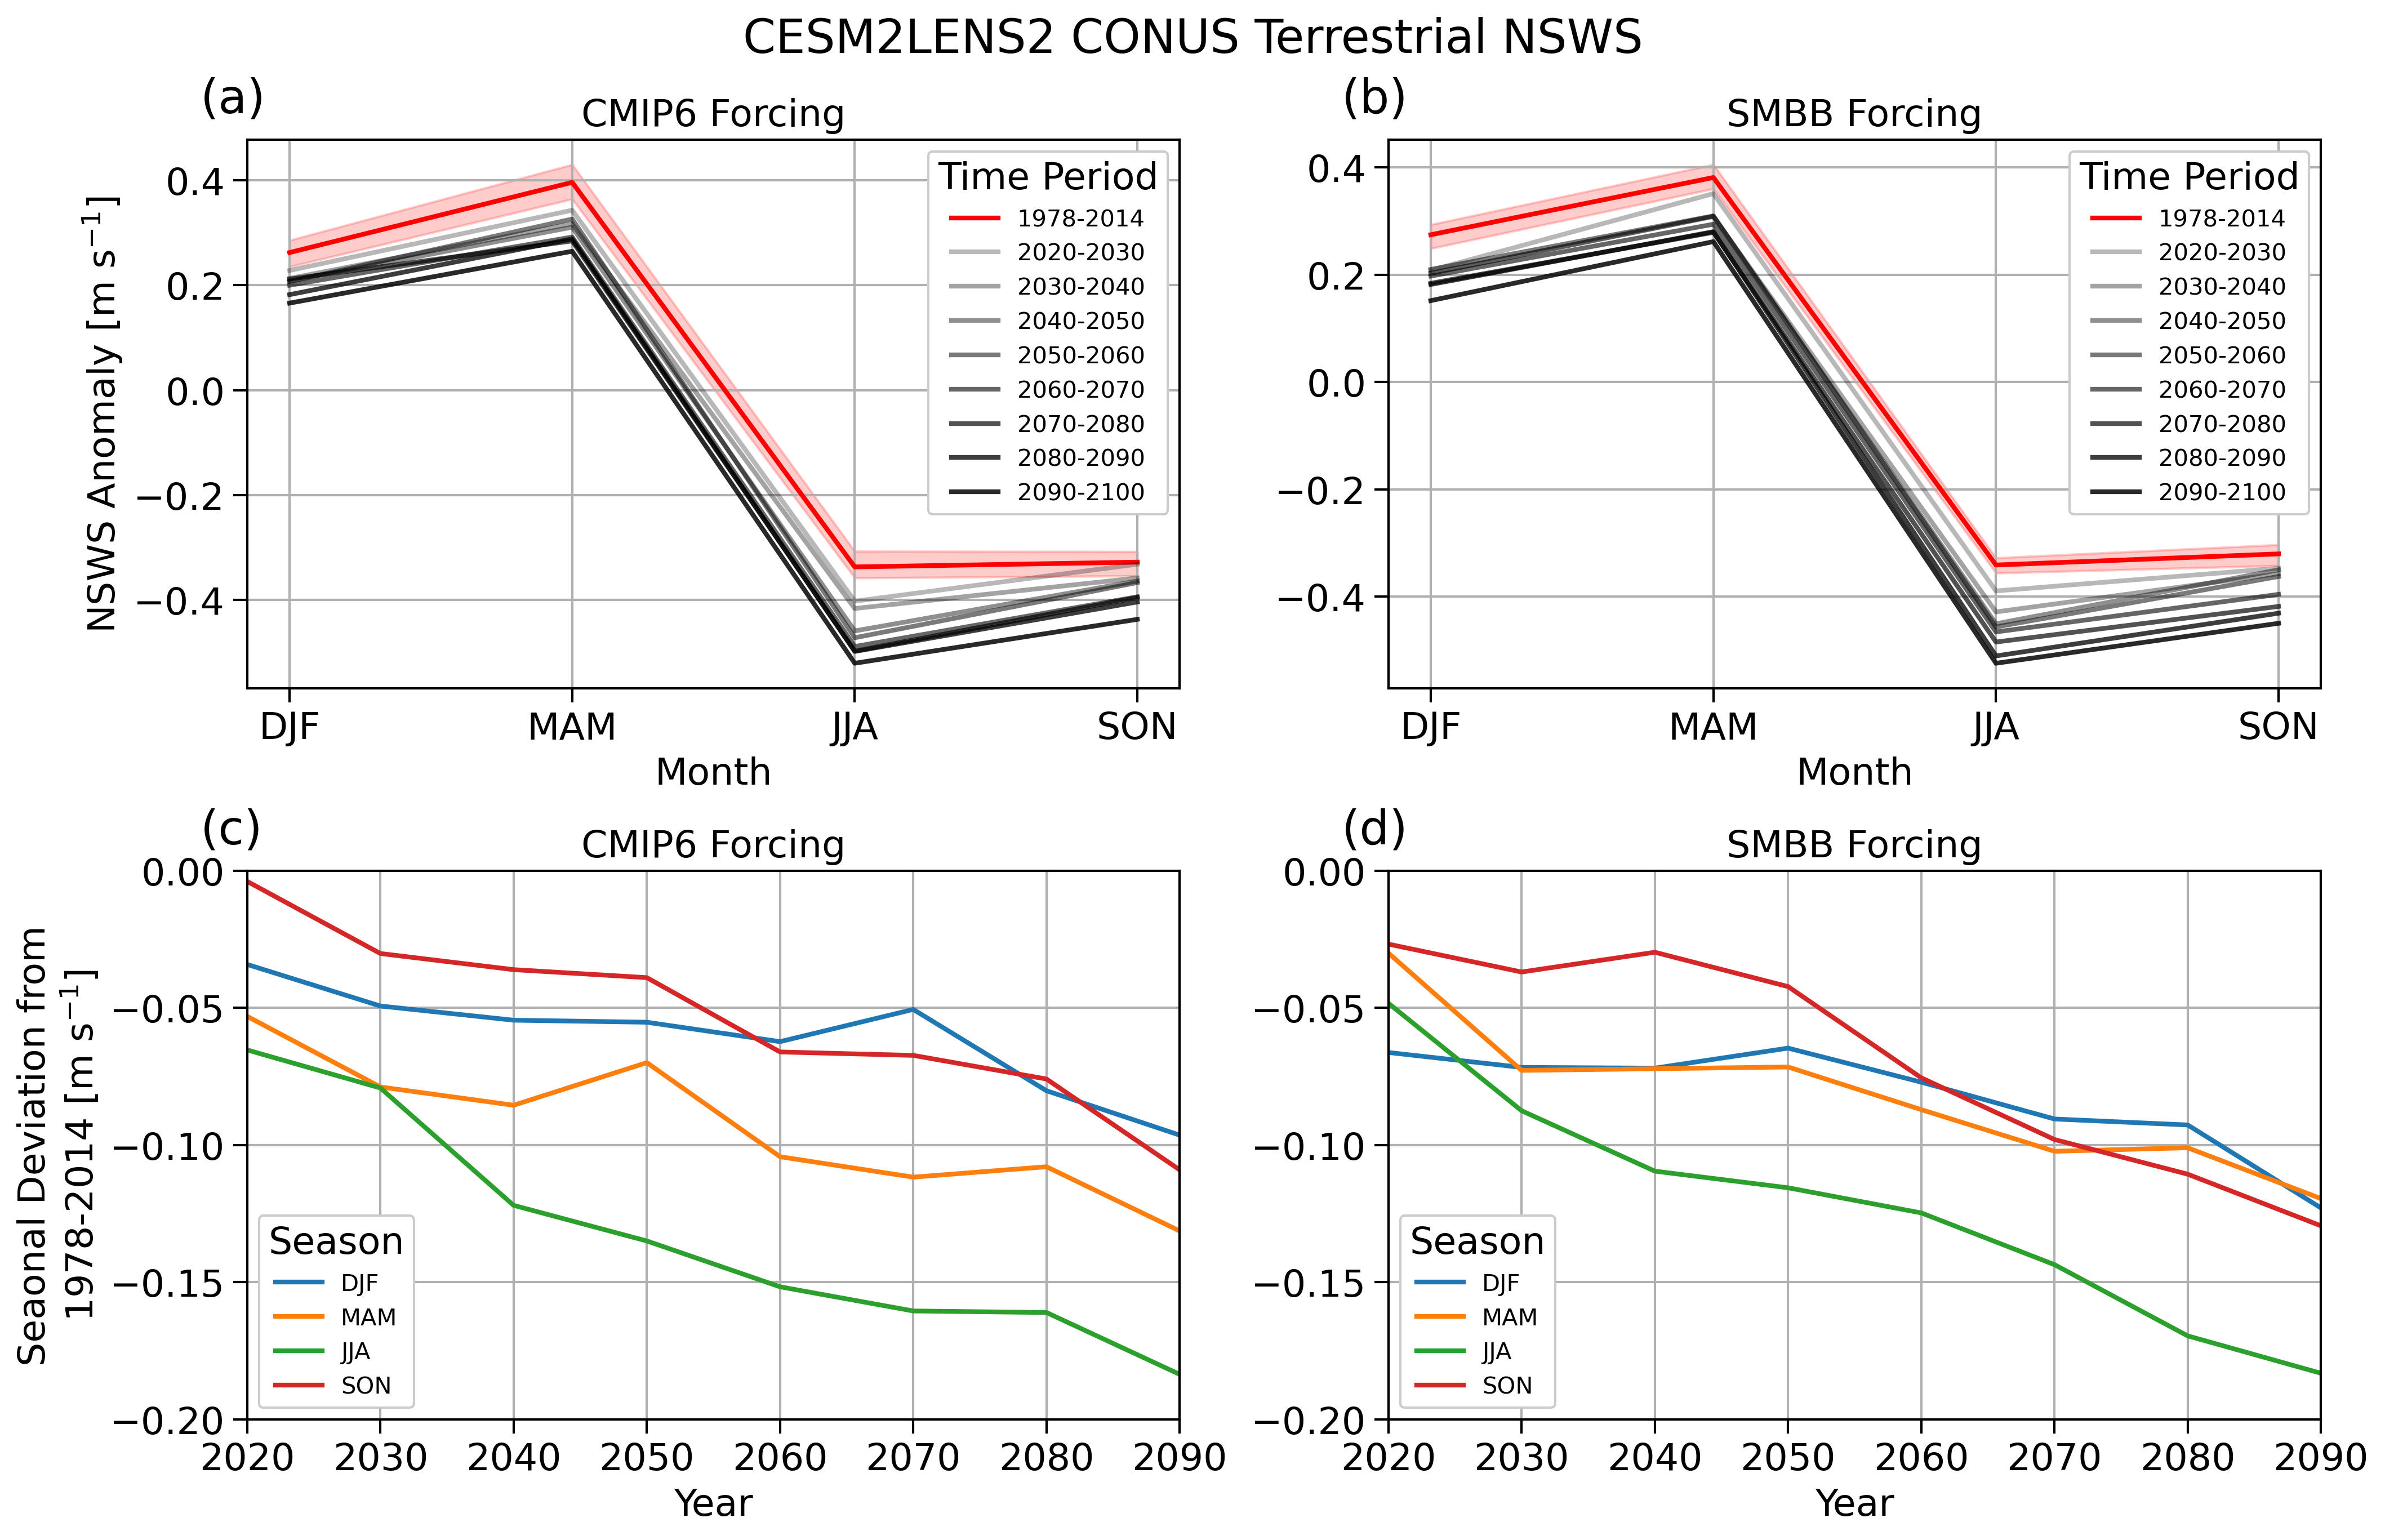 CESM2LENS2 CONUS Terrestrial NSWS
(a)
CMIP6 Forcing
NSWS Anomaly [m s⁻¹]
0.4
0.2
0.0
−0.2
−0.4
Time Period
1978-2014
2020-2030
2030-2040
2040-2050
2050-2060
2060-2070
2070-2080
2080-2090
2090-2100
DJF MAM JJA SON
Month
(b)
SMBB Forcing
0.4
0.2
0.0
−0.2
−0.4
Time Period
1978-2014
2020-2030
2030-2040
2040-2050
2050-2060
2060-2070
2070-2080
2080-2090
2090-2100
DJF MAM JJA SON
Month
(c)
CMIP6 Forcing
Seaonal Deviation from
1978-2014 [m s⁻¹]
0.00
−0.05
−0.10
−0.15
−0.20
Season
DJF
MAM
JJA
SON
2020 2030 2040 2050 2060 2070 2080 2090
Year
(d)
SMBB Forcing
0.00
−0.05
−0.10
−0.15
−0.20
Season
DJF
MAM
JJA
SON
2020 2030 2040 2050 2060 2070 2080 2090
Year